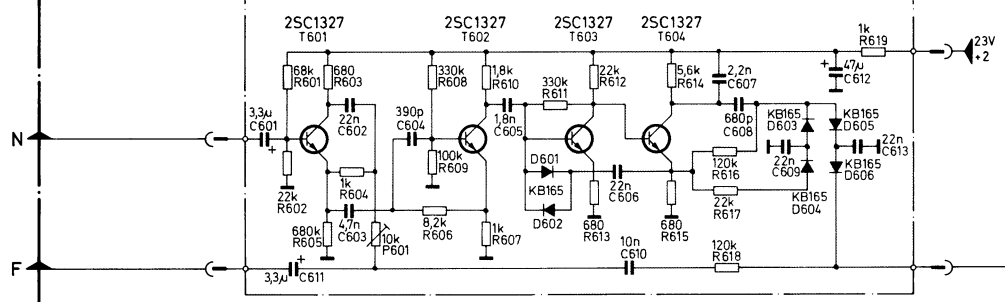 2SC1327
T601
2SC1327
T602
2SC1327
T603
2SC1327
T604
1k
R619
23V
+2
68k
R601
680
R603
330k
R608
1,8k
R610
330k
R611
22k
R612
5,6k
R614
2,2n
C607
+
47µ
C612
22n
C602
390p
C604
1,8n
C605
680p
C608
KB165
D603
KB165
D605
N
3,3µ
C601
+
22n
C613
22k
R602
1k
R604
100k
R609
D601
KB165
D602
22n
C606
120k
R616
22n
C609
KB165
D606
22k
R617
KB165
D604
680k
R605
4,7n
C603
10k
P601
8,2k
R606
1k
R607
680
R613
680
R615
F
3,3µ
+
C611
10n
C610
120k
R618